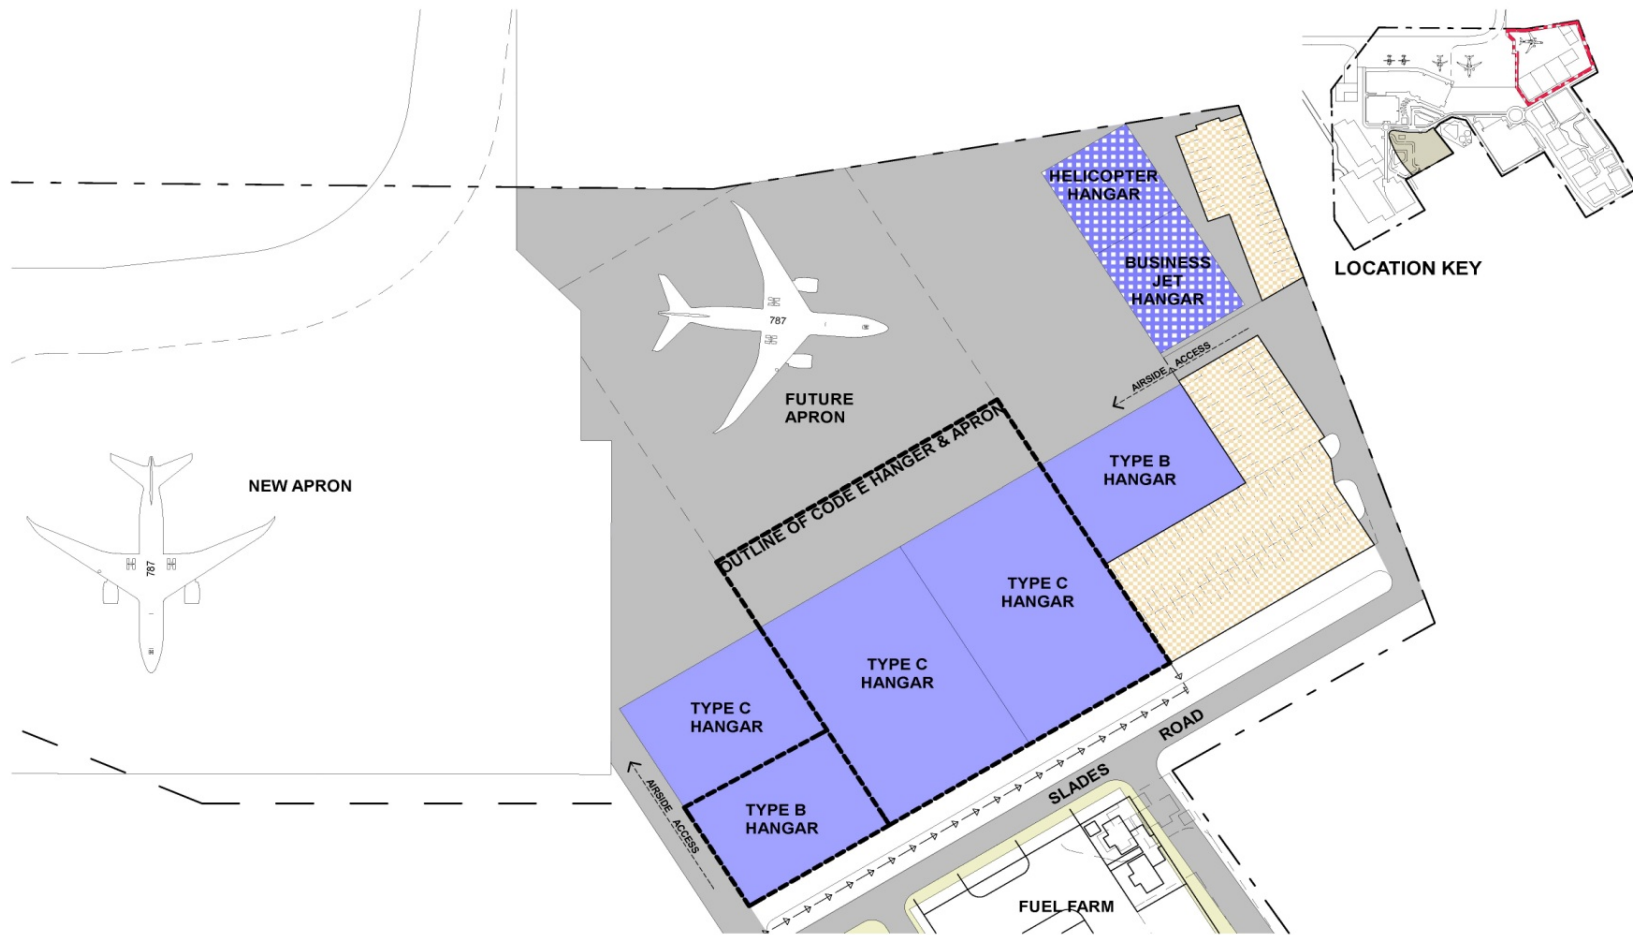 HELICOPTER
HANGAR
LOCATION KEY
BUSINESS
JET
HANGAR
787
AIRSIDE ACCESS
FUTURE
APRON
OUTLINE OF CODE E HANGER & APRON
TYPE B
HANGAR
NEW APRON
787
TYPE C
HANGAR
TYPE C
HANGAR
TYPE C
HANGAR
SLADES ROAD
AIRSIDE ACCESS
TYPE B
HANGAR
FUEL FARM